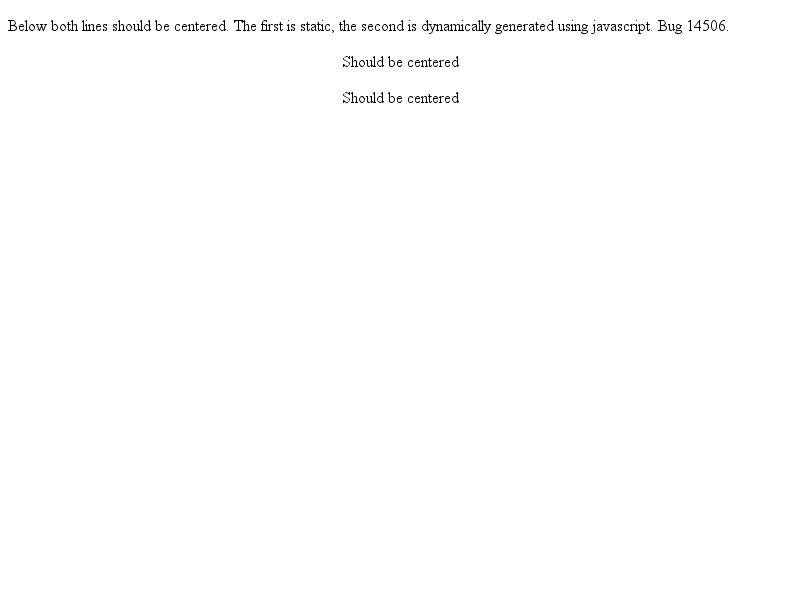 Below both lines should be centered. The first is static, the second is dynamically generated using javascript. Bug 14506.
Should be centered
Should be centered